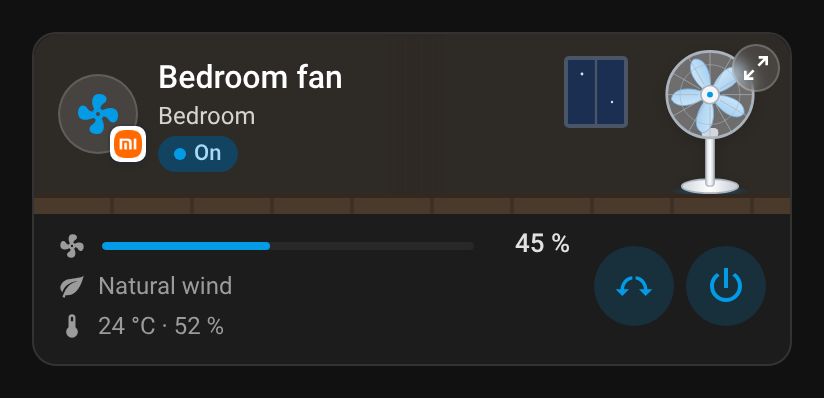 Bedroom fan
Bedroom
On
45 %
Natural wind
24 °C · 52 %